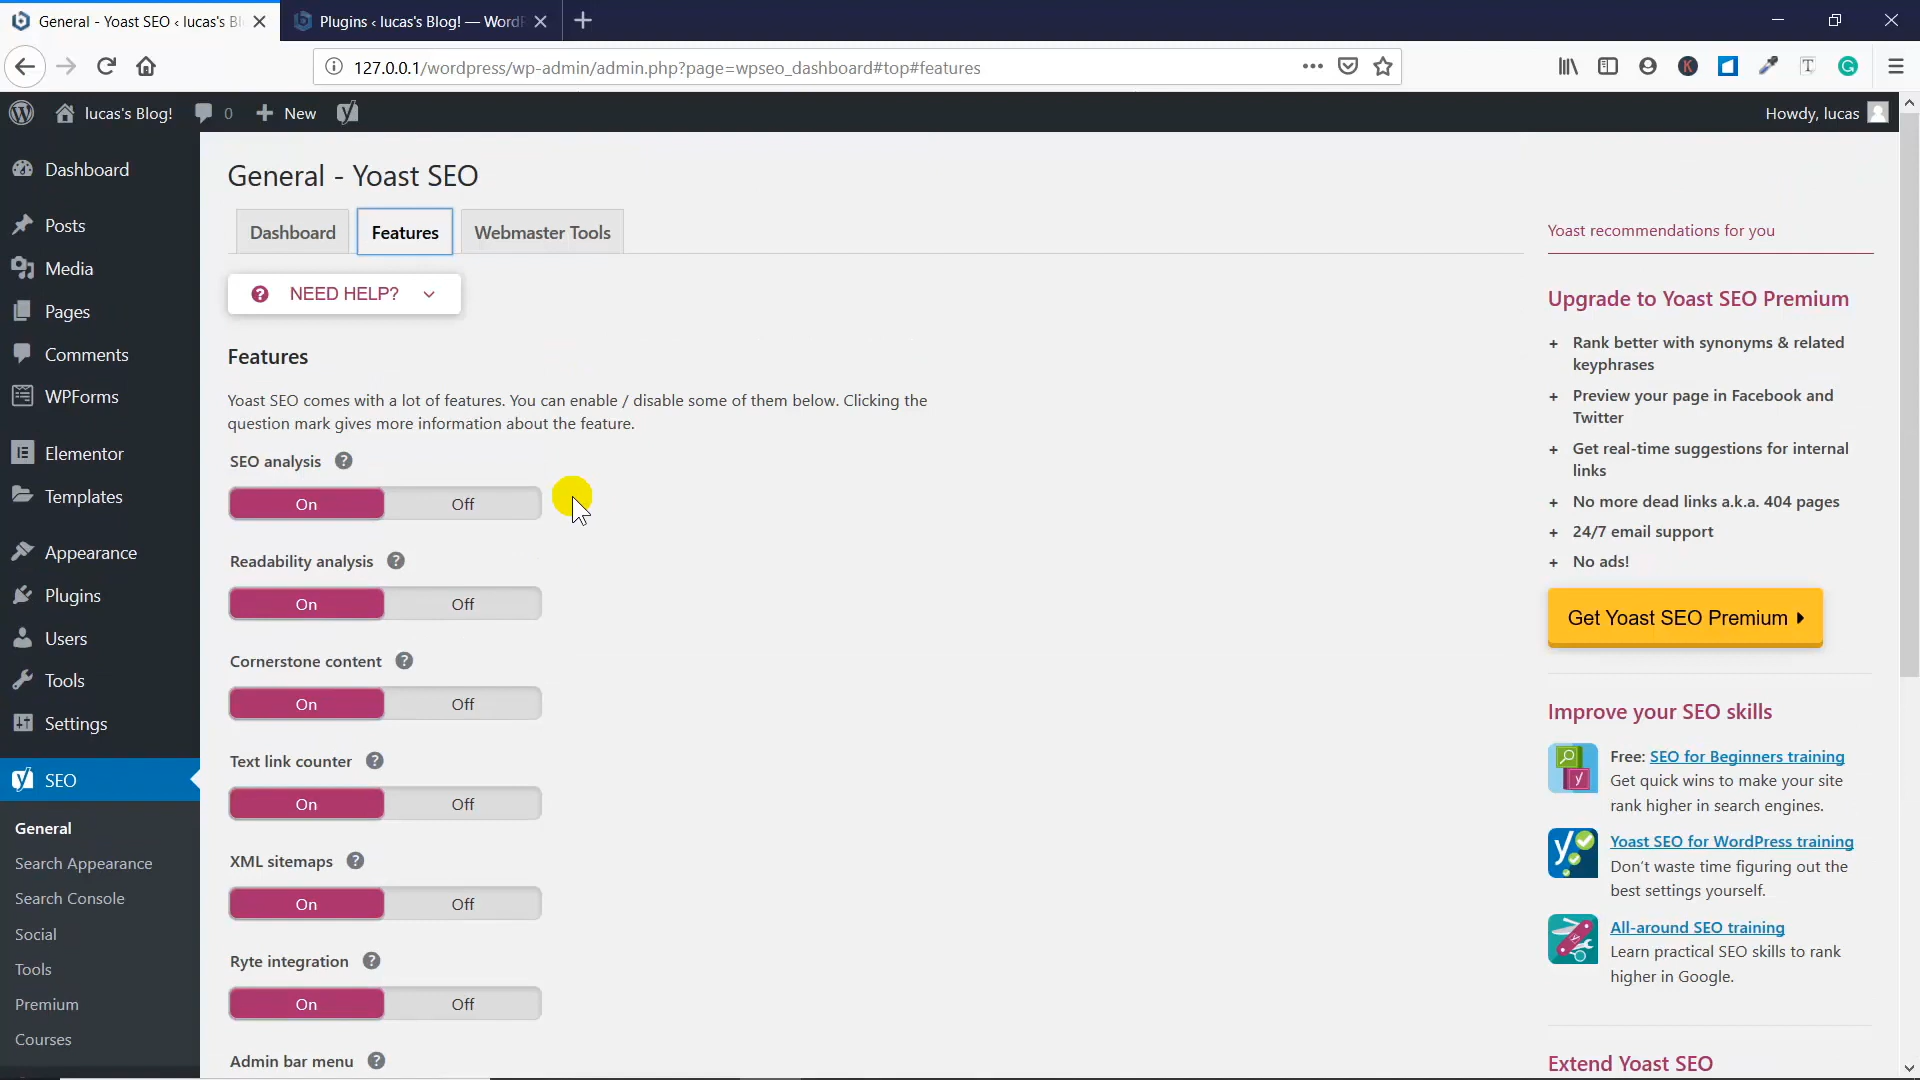 General - Yoast SEO ‹ lucas's Bl
Plugins ‹ lucas's Blog! — WordP
127.0.0.1/wordpress/wp-admin/admin.php?page=wpseo_dashboard#top#features
lucas's Blog!
0
New
Howdy, lucas
Dashboard
Posts
Media
Pages
Comments
WPForms
Elementor
Templates
Appearance
Plugins
Users
Tools
Settings
SEO
General
Search Appearance
Search Console
Social
Tools
Premium
Courses
General - Yoast SEO
Dashboard
Features
Webmaster Tools
NEED HELP?
Features
Yoast SEO comes with a lot of features. You can enable / disable some of them below. Clicking the
question mark gives more information about the feature.
SEO analysis
On Off
Readability analysis
On Off
Cornerstone content
On Off
Text link counter
On Off
XML sitemaps
On Off
Ryte integration
On Off
Admin bar menu
Yoast recommendations for you
Upgrade to Yoast SEO Premium
+ Rank better with synonyms & related
keyphrases
+ Preview your page in Facebook and
Twitter
+ Get real-time suggestions for internal
links
+ No more dead links a.k.a. 404 pages
+ 24/7 email support
+ No ads!
Get Yoast SEO Premium
Improve your SEO skills
Free: SEO for Beginners training
Get quick wins to make your site
rank higher in search engines.
Yoast SEO for WordPress training
Don’t waste time figuring out the
best settings yourself.
All-around SEO training
Learn practical SEO skills to rank
higher in Google.
Extend Yoast SEO